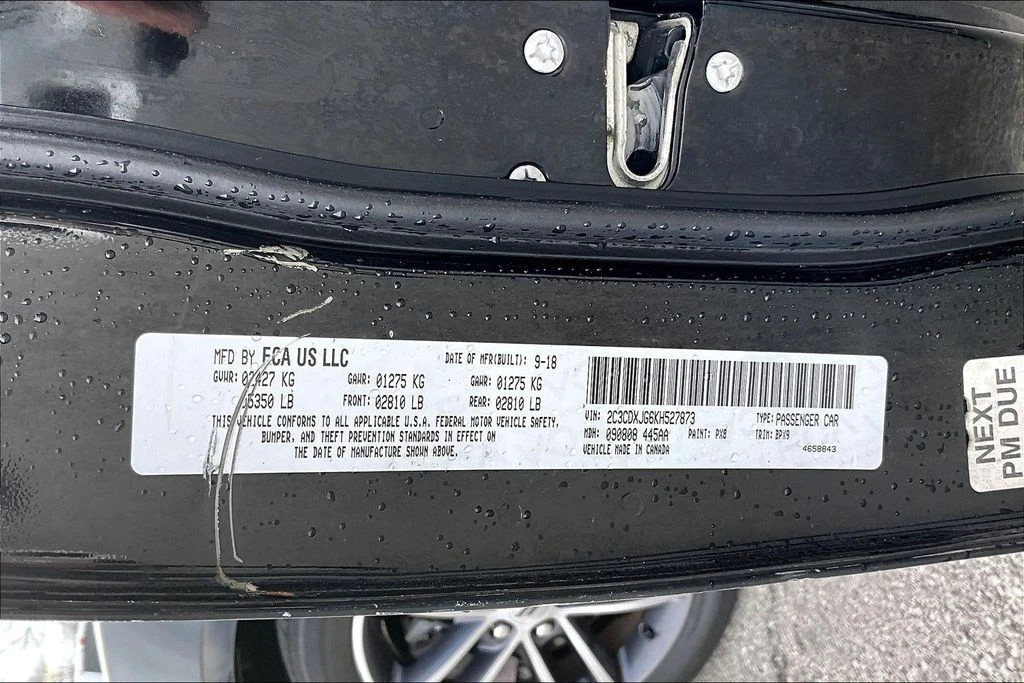 MFD BY FCA US LLC DATE OF MFR(BUILT): 9-18
GVWR: 02427 KG GAWR: 01275 KG GAWR: 01275 KG
5350 LB FRONT: 02810 LB REAR: 02810 LB
THIS VEHICLE CONFORMS TO ALL APPLICABLE U.S.A. FEDERAL MOTOR VEHICLE SAFETY,
BUMPER, AND THEFT PREVENTION STANDARDS IN EFFECT ON
THE DATE OF MANUFACTURE SHOWN ABOVE.
VIN: 2C3CDXJG6KH527873 TYPE: PASSENGER CAR
MDH: 090808 445AA PAINT: PX8 TRIM: BPX9
VEHICLE MADE IN CANADA 4658843
NEXT
PM DUE